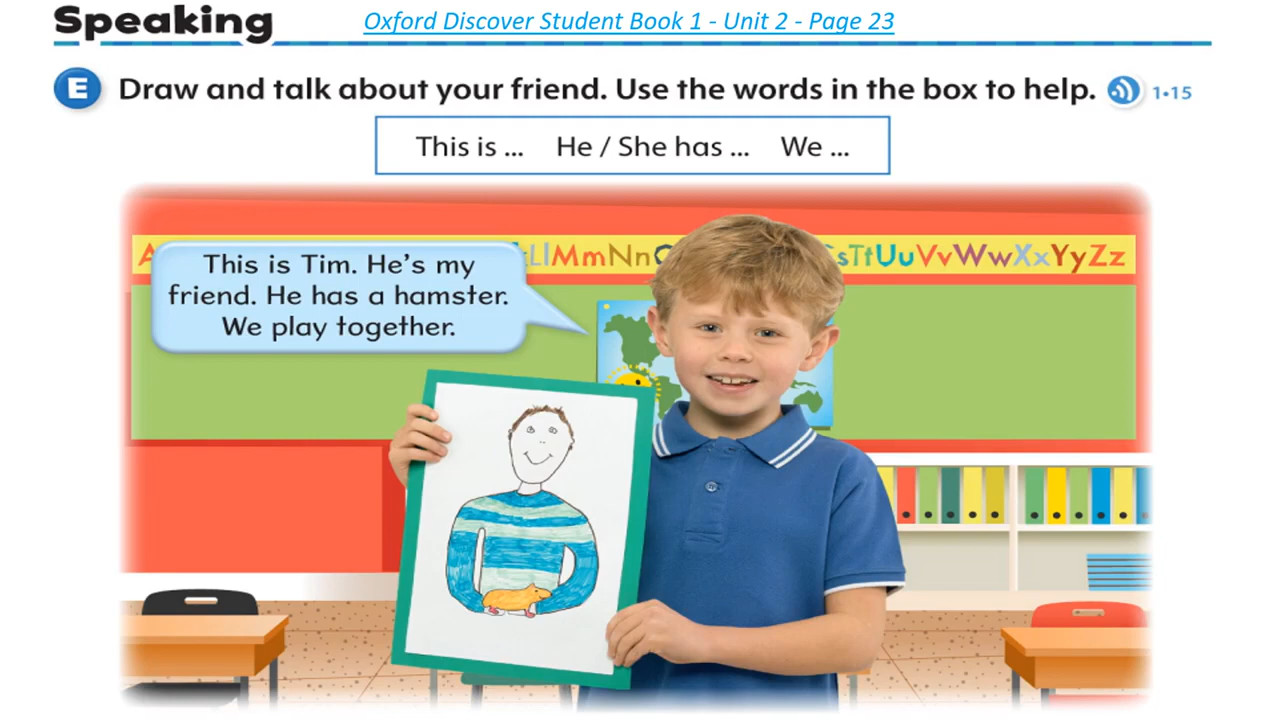 Speaking
Oxford Discover Student Book 1 - Unit 2 - Page 23
E Draw and talk about your friend. Use the words in the box to help. 1•15
This is ... He / She has ... We ...
A LlMmNn sTtUuVvWwXxYyZz
This is Tim. He's my
friend. He has a hamster.
We play together.